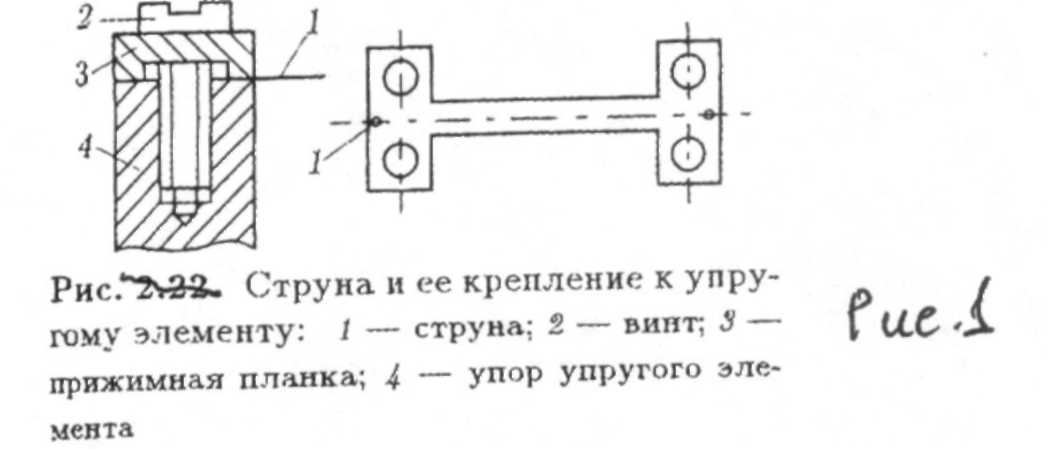 2
1
3
4
1
Рис. 2.22. Струна и ее крепление к упру-
гому элементу: 1 — струна; 2 — винт; 3 —
прижимная планка; 4 — упор упругого эле-
мента
Рис.1